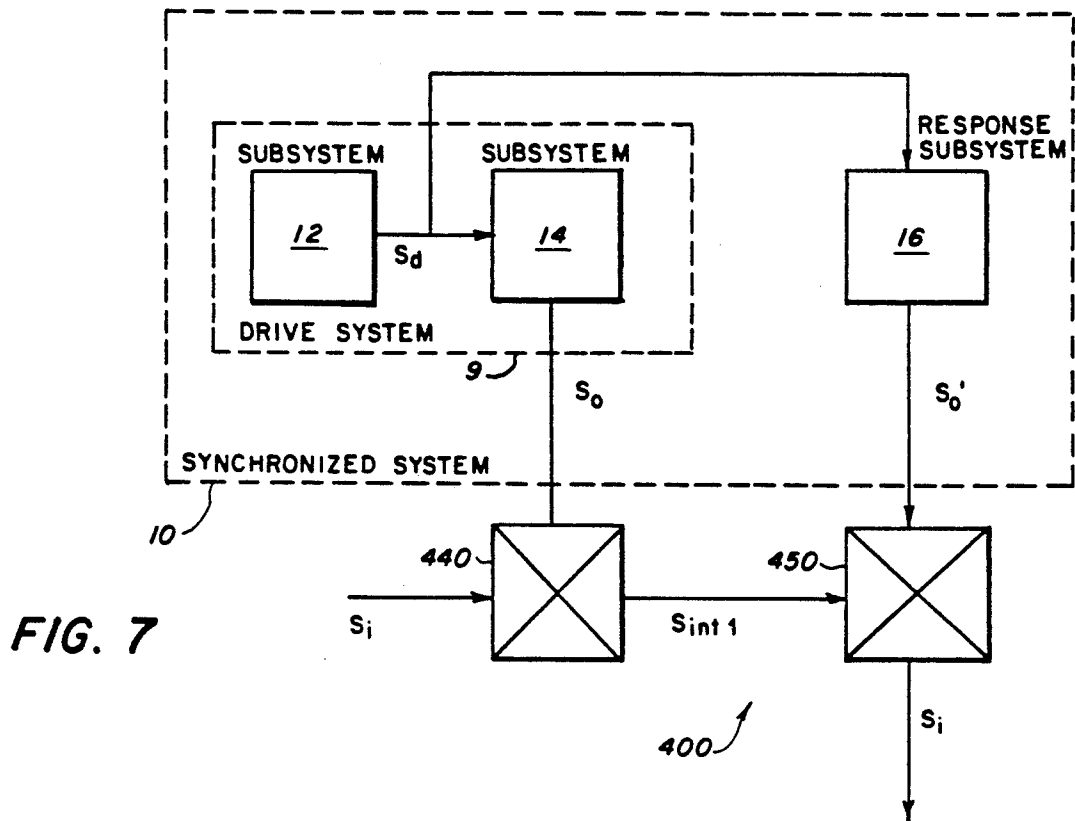 RESPONSE
SUBSYSTEM
SUBSYSTEM
SUBSYSTEM
12
Sd
14
16
DRIVE SYSTEM
9
So
So'
SYNCHRONIZED SYSTEM
10
440
450
Si
Sint 1
FIG. 7
400
Si